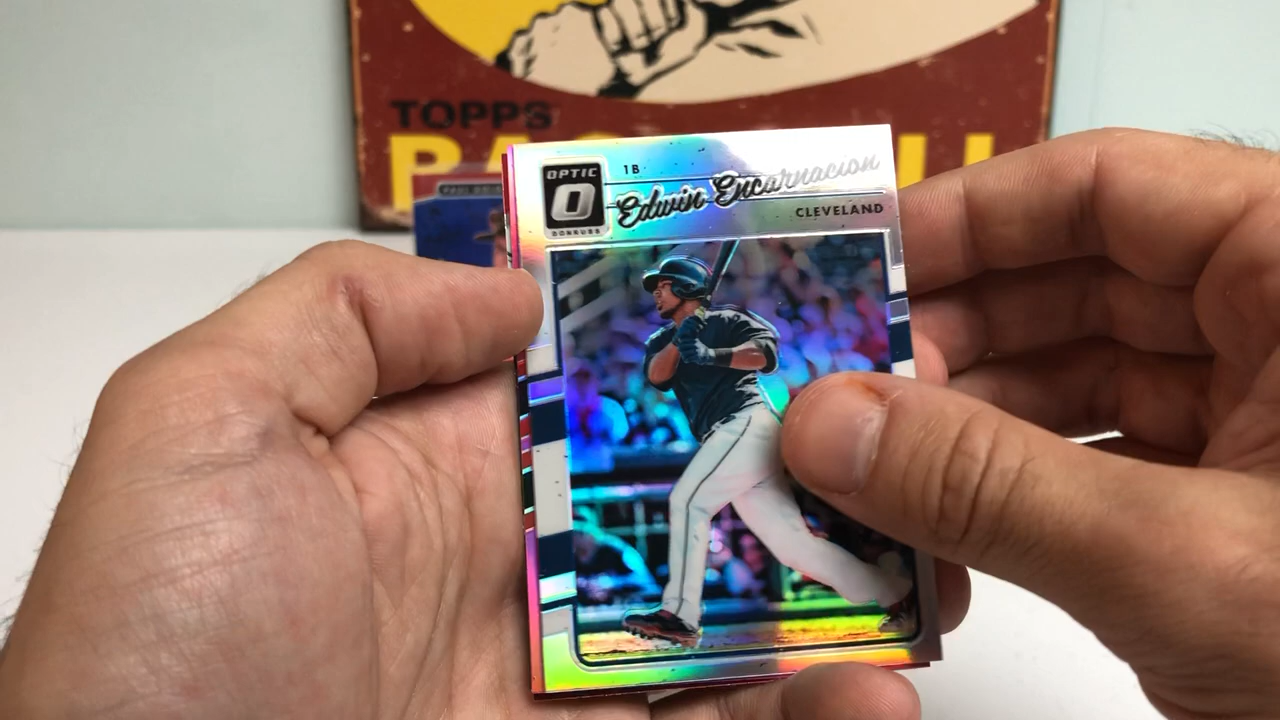 TOPPS
OPTIC
O
DONRUSS
1B
Edwin Encarnacion
CLEVELAND